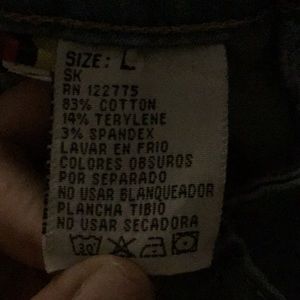 SIZE: L
SK
RN 122775
83% COTTON
14% TERYLENE
3% SPANDEX
LAVAR EN FRIO
COLORES OBSUROS
POR SEPARADO
NO USAR BLANQUEADOR
PLANCHA TIBIO
NO USAR SECADORA
30°